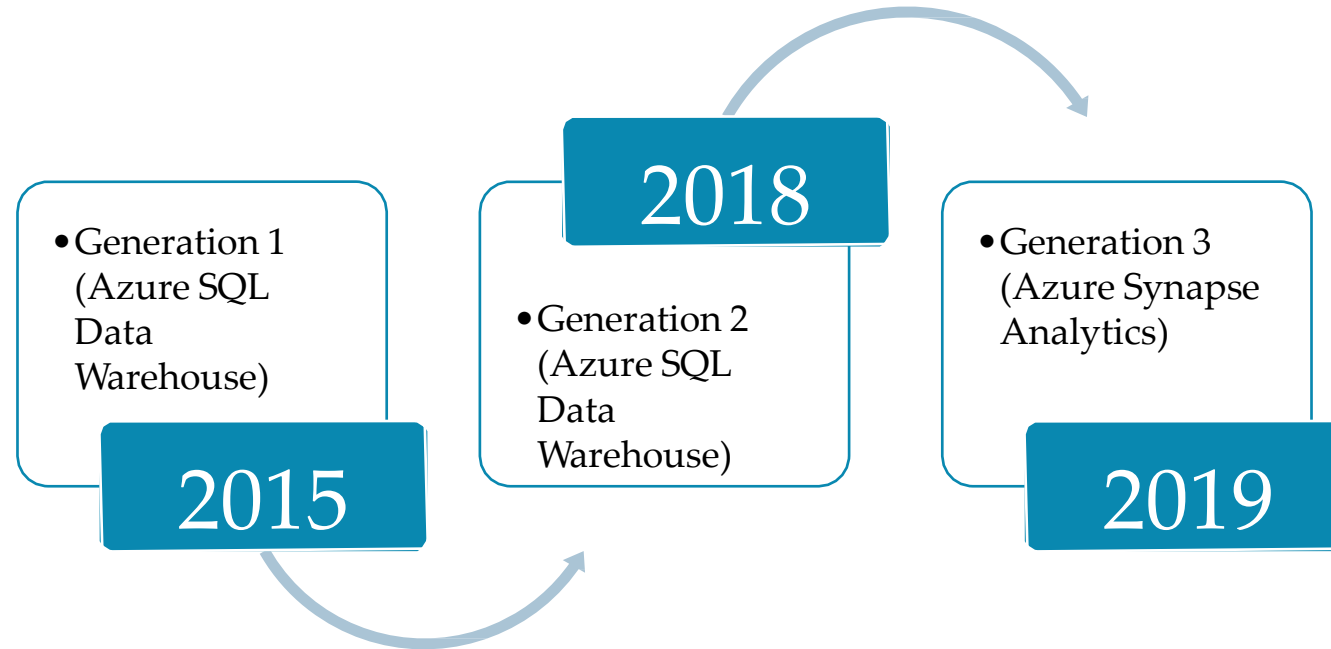 •Generation 1
(Azure SQL
Data
Warehouse)
2015
2018
•Generation 2
(Azure SQL
Data
Warehouse)
•Generation 3
(Azure Synapse
Analytics)
2019